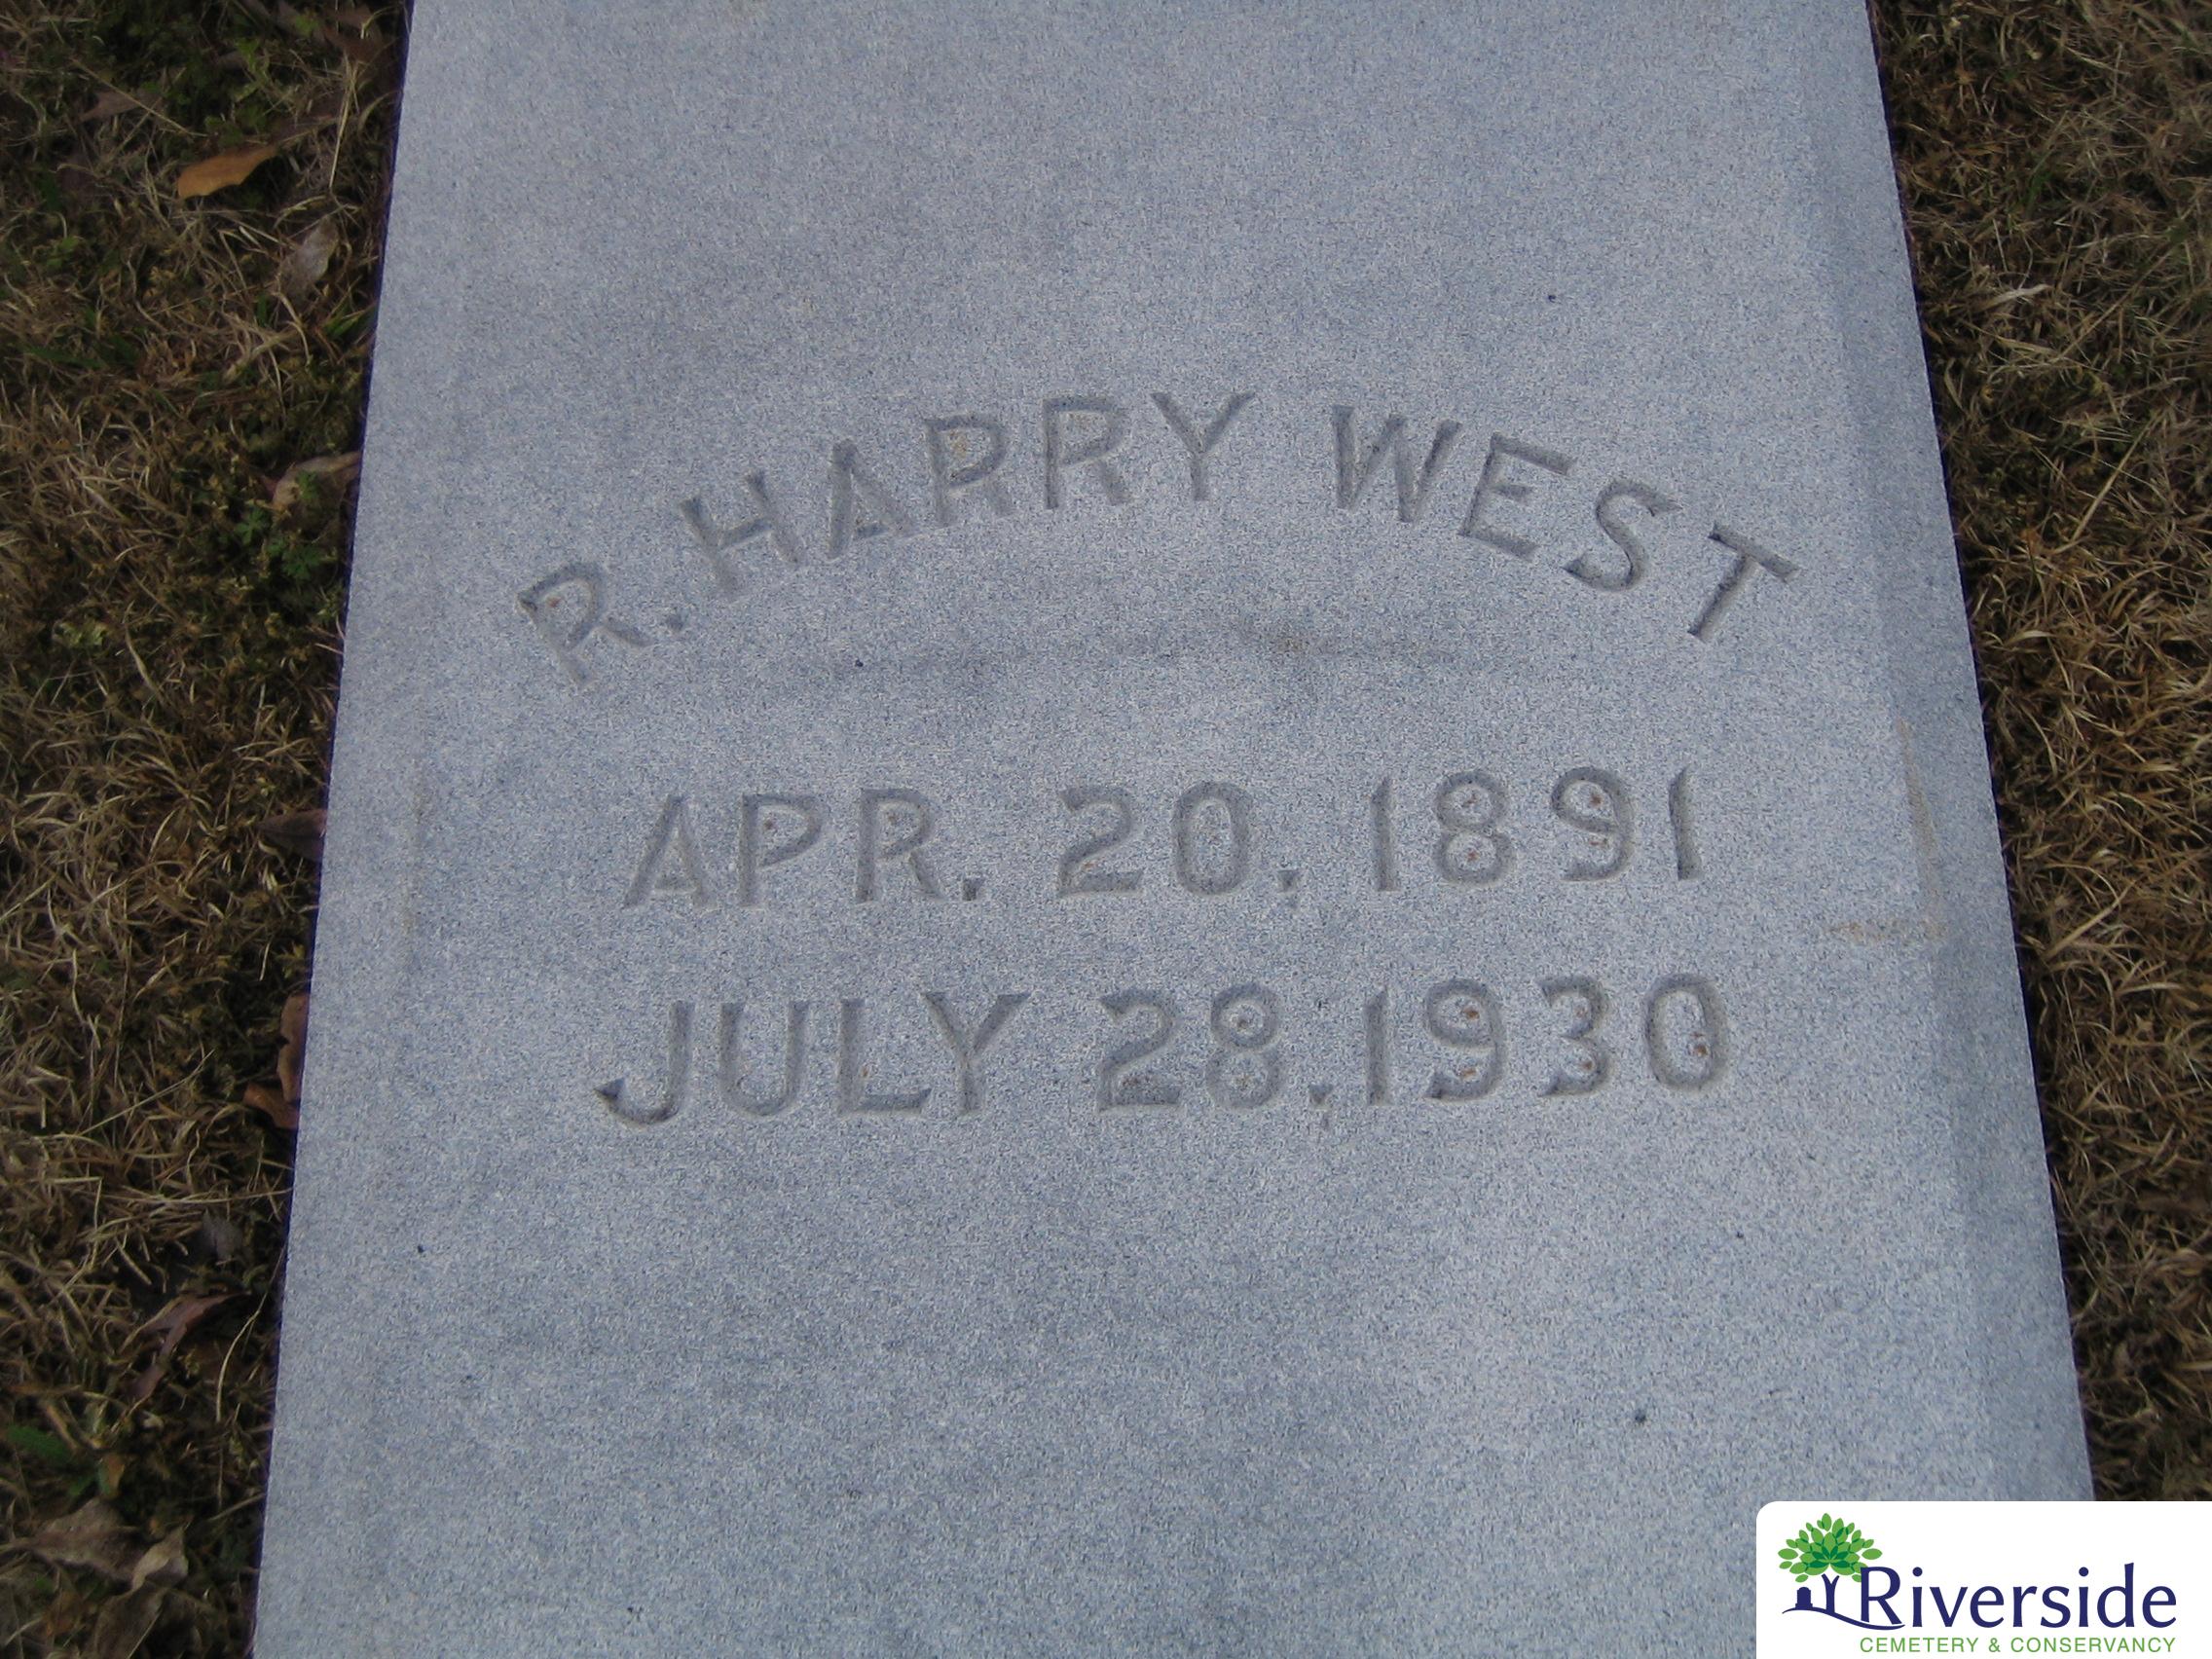 R. HARRY WEST
APR. 20, 1891
JULY 28, 1930
Riverside
CEMETERY & CONSERVANCY